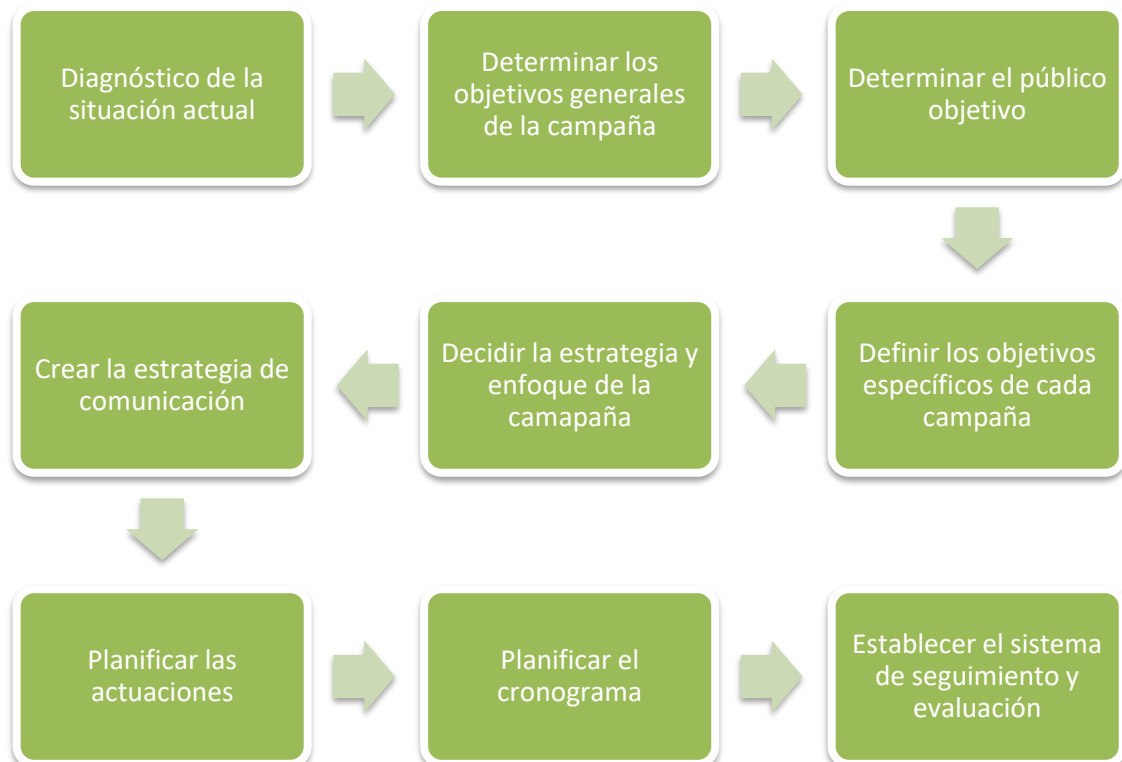 Diagnóstico de la
situación actual
Determinar los
objetivos generales
de la campaña
Determinar el público
objetivo
Definir los objetivos
específicos de cada
campaña
Decidir la estrategia y
enfoque de la
camapaña
Crear la estrategia de
comunicación
Planificar las
actuaciones
Planificar el
cronograma
Establecer el sistema
de seguimiento y
evaluación